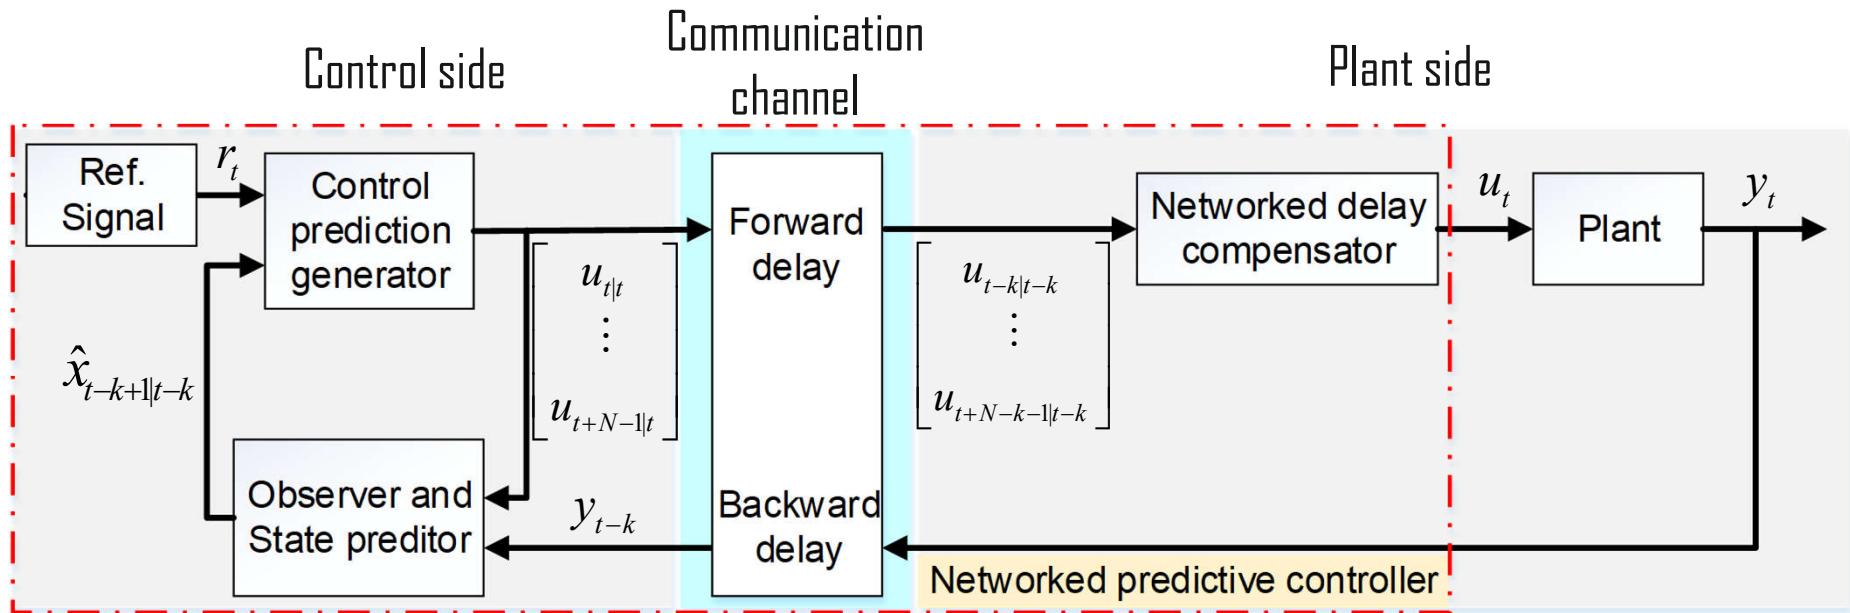 Control side
Communication
channel
Plant side
Ref.
Signal
r_t
Control
prediction
generator
u_{t|t}
⋮
u_{t+N-1|t}
x̂_{t-k+1|t-k}
Observer and
State preditor
y_{t-k}
Forward
delay
Backward
delay
u_{t-k|t-k}
⋮
u_{t+N-k-1|t-k}
Networked delay
compensator
u_t
Plant
y_t
Networked predictive controller